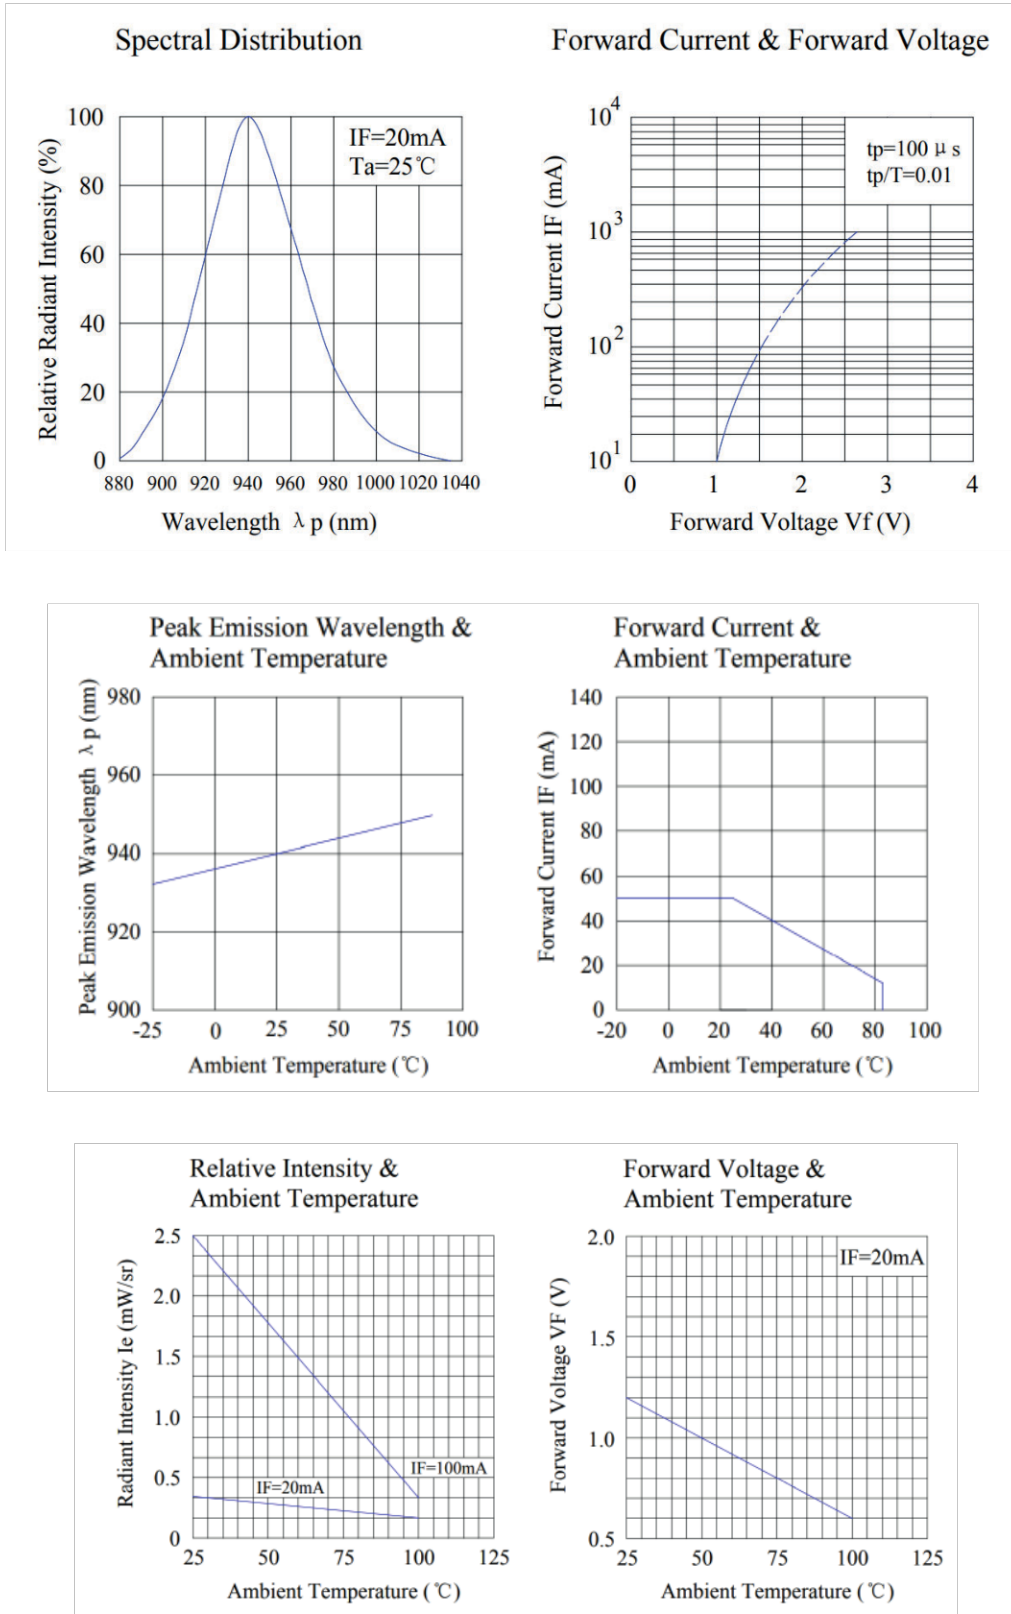 Spectral Distribution
Relative Radiant Intensity (%)
100
80
60
40
20
0
IF=20mA
Ta=25℃
880 900 920 940 960 980 1000 1020 1040
Wavelength λ p (nm)
Forward Current & Forward Voltage
Forward Current IF (mA)
10⁴
10³
10²
10¹
tp=100 μ s
tp/T=0.01
0 1 2 3 4
Forward Voltage Vf (V)
Peak Emission Wavelength &
Ambient Temperature
Peak Emission Wavelength λ p (nm)
980
960
940
920
900
-25 0 25 50 75 100
Ambient Temperature (℃)
Forward Current &
Ambient Temperature
Forward Current IF (mA)
140
120
100
80
60
40
20
0
-20 0 20 40 60 80 100
Ambient Temperature (℃)
Relative Intensity &
Ambient Temperature
Radiant Intensity Ie (mW/sr)
2.5
2.0
1.5
1.0
0.5
0
IF=100mA
IF=20mA
25 50 75 100 125
Ambient Temperature (℃)
Forward Voltage &
Ambient Temperature
Forward Voltage VF (V)
2.0
1.5
1.0
0.5
IF=20mA
25 50 75 100 125
Ambient Temperature (℃)